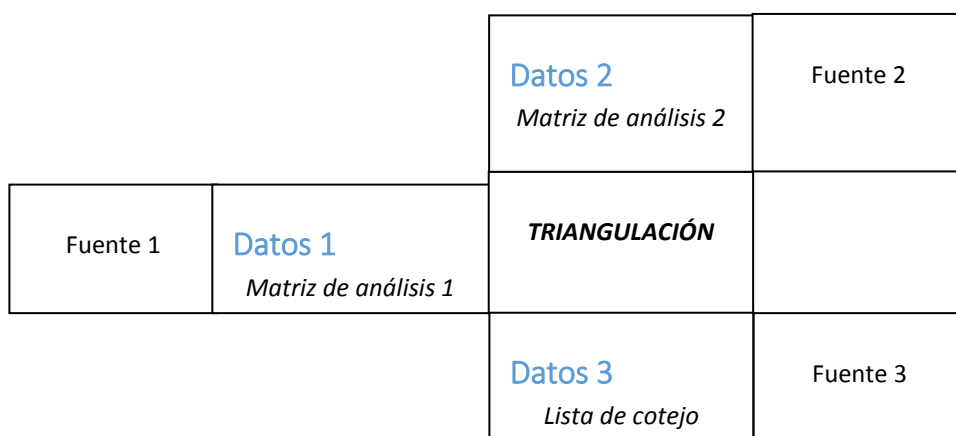 Datos 2
Matriz de análisis 2
Fuente 2
Fuente 1
Datos 1
Matriz de análisis 1
TRIANGULACIÓN
Datos 3
Lista de cotejo
Fuente 3